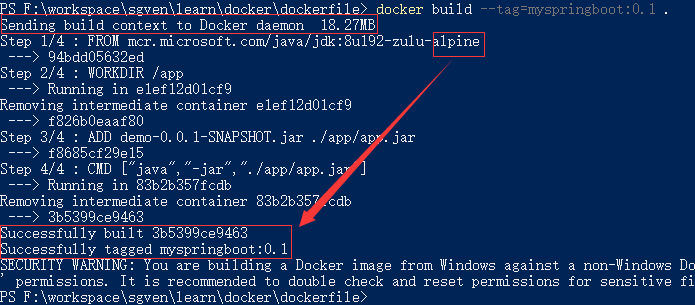 PS F:\workspace\sgven\learn\docker\dockerfile> docker build --tag=myspringboot:0.1 .
Sending build context to Docker daemon  18.27MB
Step 1/4 : FROM mcr.microsoft.com/java/jdk:8u192-zulu-alpine
 ---> 94bdd05632ed
Step 2/4 : WORKDIR /app
 ---> Running in e1ef12d01cf9
Removing intermediate container e1ef12d01cf9
 ---> f826b0eaaf80
Step 3/4 : ADD demo-0.0.1-SNAPSHOT.jar ./app/app.jar
 ---> f8685cf29e15
Step 4/4 : CMD ["java","-jar","./app/app.jar"]
 ---> Running in 83b2b357fcdb
Removing intermediate container 83b2b357fcdb
 ---> 3b5399ce9463
Successfully built 3b5399ce9463
Successfully tagged myspringboot:0.1
SECURITY WARNING: You are building a Docker image from Windows against a non-Windows Do
' permissions. It is recommended to double check and reset permissions for sensitive fi
PS F:\workspace\sgven\learn\docker\dockerfile>